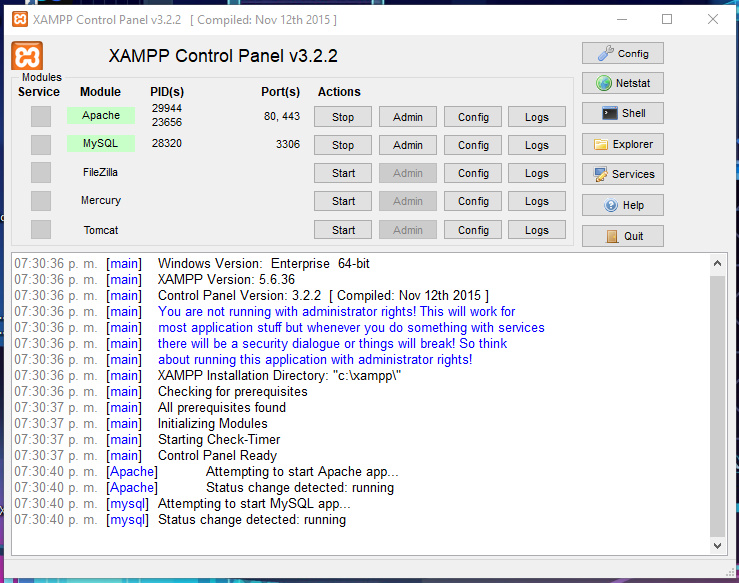 XAMPP Control Panel v3.2.2 [ Compiled: Nov 12th 2015 ]
XAMPP Control Panel v3.2.2
Config
Modules
Service Module PID(s) Port(s) Actions
Netstat
Apache 29944 23656 80, 443 Stop Admin Config Logs
Shell
MySQL 28320 3306 Stop Admin Config Logs
Explorer
FileZilla Start Admin Config Logs
Services
Mercury Start Admin Config Logs
Help
Tomcat Start Admin Config Logs
Quit
07:30:36 p. m. [main] Windows Version: Enterprise 64-bit
07:30:36 p. m. [main] XAMPP Version: 5.6.36
07:30:36 p. m. [main] Control Panel Version: 3.2.2 [ Compiled: Nov 12th 2015 ]
07:30:36 p. m. [main] You are not running with administrator rights! This will work for
07:30:36 p. m. [main] most application stuff but whenever you do something with services
07:30:36 p. m. [main] there will be a security dialogue or things will break! So think
07:30:36 p. m. [main] about running this application with administrator rights!
07:30:36 p. m. [main] XAMPP Installation Directory: "c:\xampp\"
07:30:36 p. m. [main] Checking for prerequisites
07:30:37 p. m. [main] All prerequisites found
07:30:37 p. m. [main] Initializing Modules
07:30:37 p. m. [main] Starting Check-Timer
07:30:37 p. m. [main] Control Panel Ready
07:30:40 p. m. [Apache] Attempting to start Apache app...
07:30:40 p. m. [Apache] Status change detected: running
07:30:40 p. m. [mysql] Attempting to start MySQL app...
07:30:40 p. m. [mysql] Status change detected: running